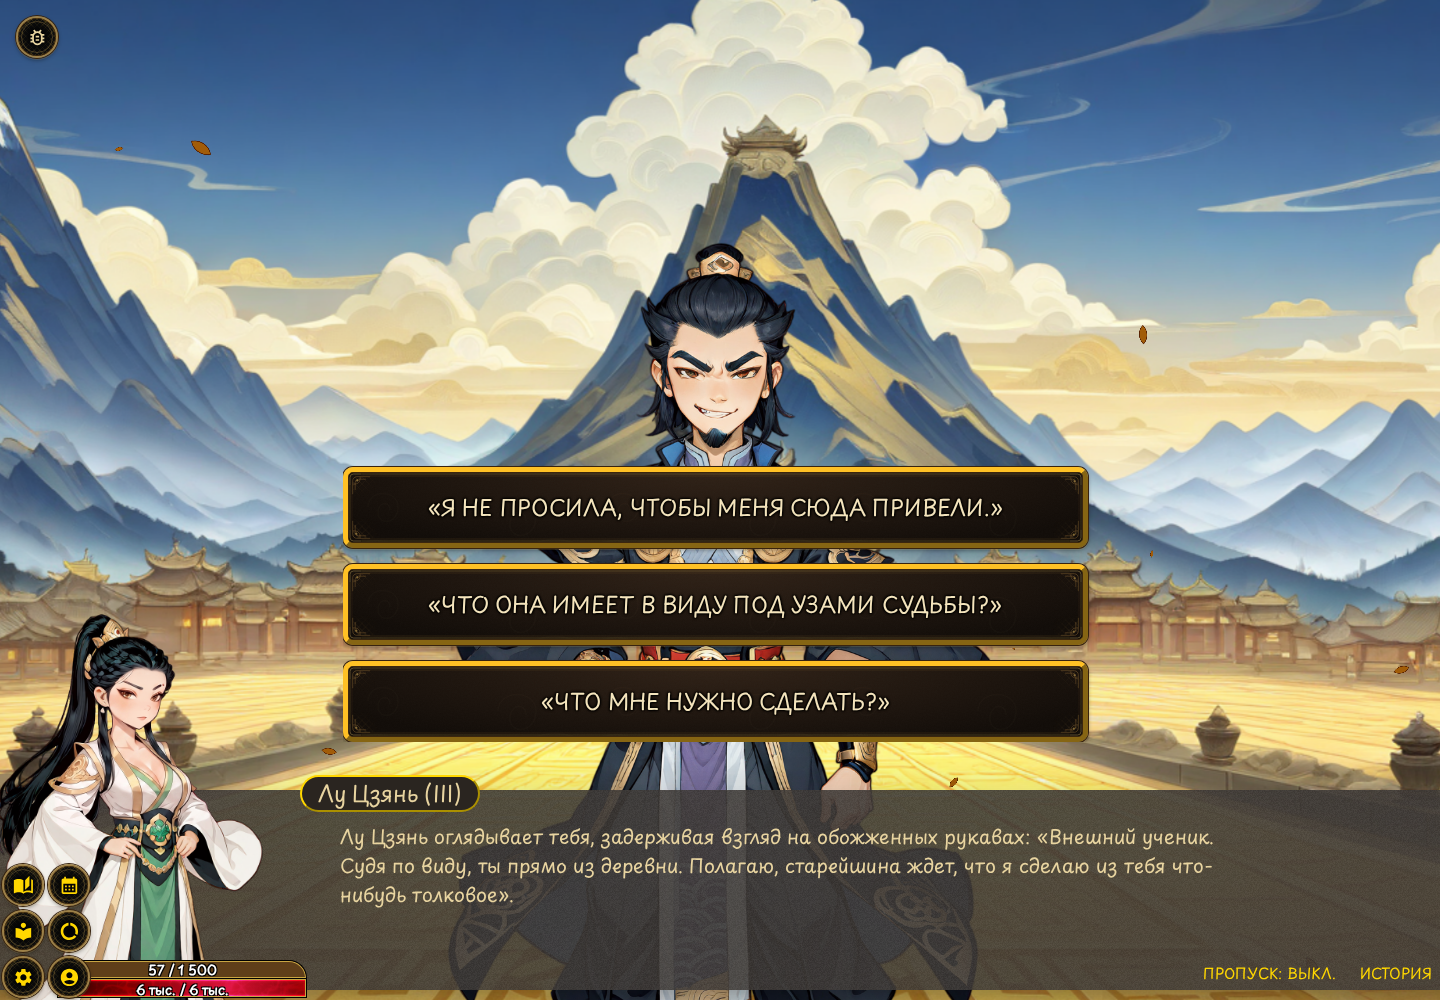 «Я НЕ ПРОСИЛА, ЧТОБЫ МЕНЯ СЮДА ПРИВЕЛИ.»
«ЧТО ОНА ИМЕЕТ В ВИДУ ПОД УЗАМИ СУДЬБЫ?»
«ЧТО МНЕ НУЖНО СДЕЛАТЬ?»
Лу Цзянь (III)
Лу Цзянь оглядывает тебя, задерживая взгляд на обожженных рукавах: «Внешний ученик.
Судя по виду, ты прямо из деревни. Полагаю, старейшина ждет, что я сделаю из тебя что-
нибудь толковое».
57 / 1 500
6 тыс. / 6 тыс.
ПРОПУСК: ВЫКЛ. ИСТОРИЯ